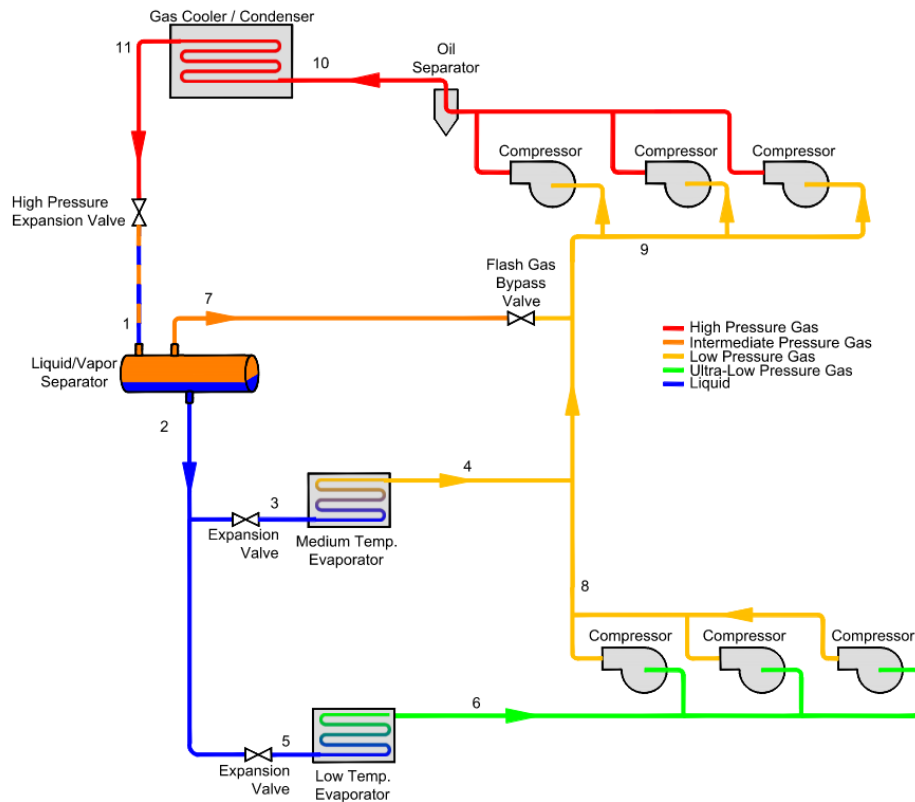 Gas Cooler / Condenser
11
10
Oil
Separator
Compressor
Compressor
Compressor
High Pressure
Expansion Valve
9
Flash Gas
Bypass
Valve
7
1
Liquid/Vapor
Separator
High Pressure Gas
Intermediate Pressure Gas
Low Pressure Gas
Ultra-Low Pressure Gas
Liquid
2
4
3
Expansion
Valve
Medium Temp.
Evaporator
8
Compressor
Compressor
Compressor
6
5
Expansion
Valve
Low Temp.
Evaporator